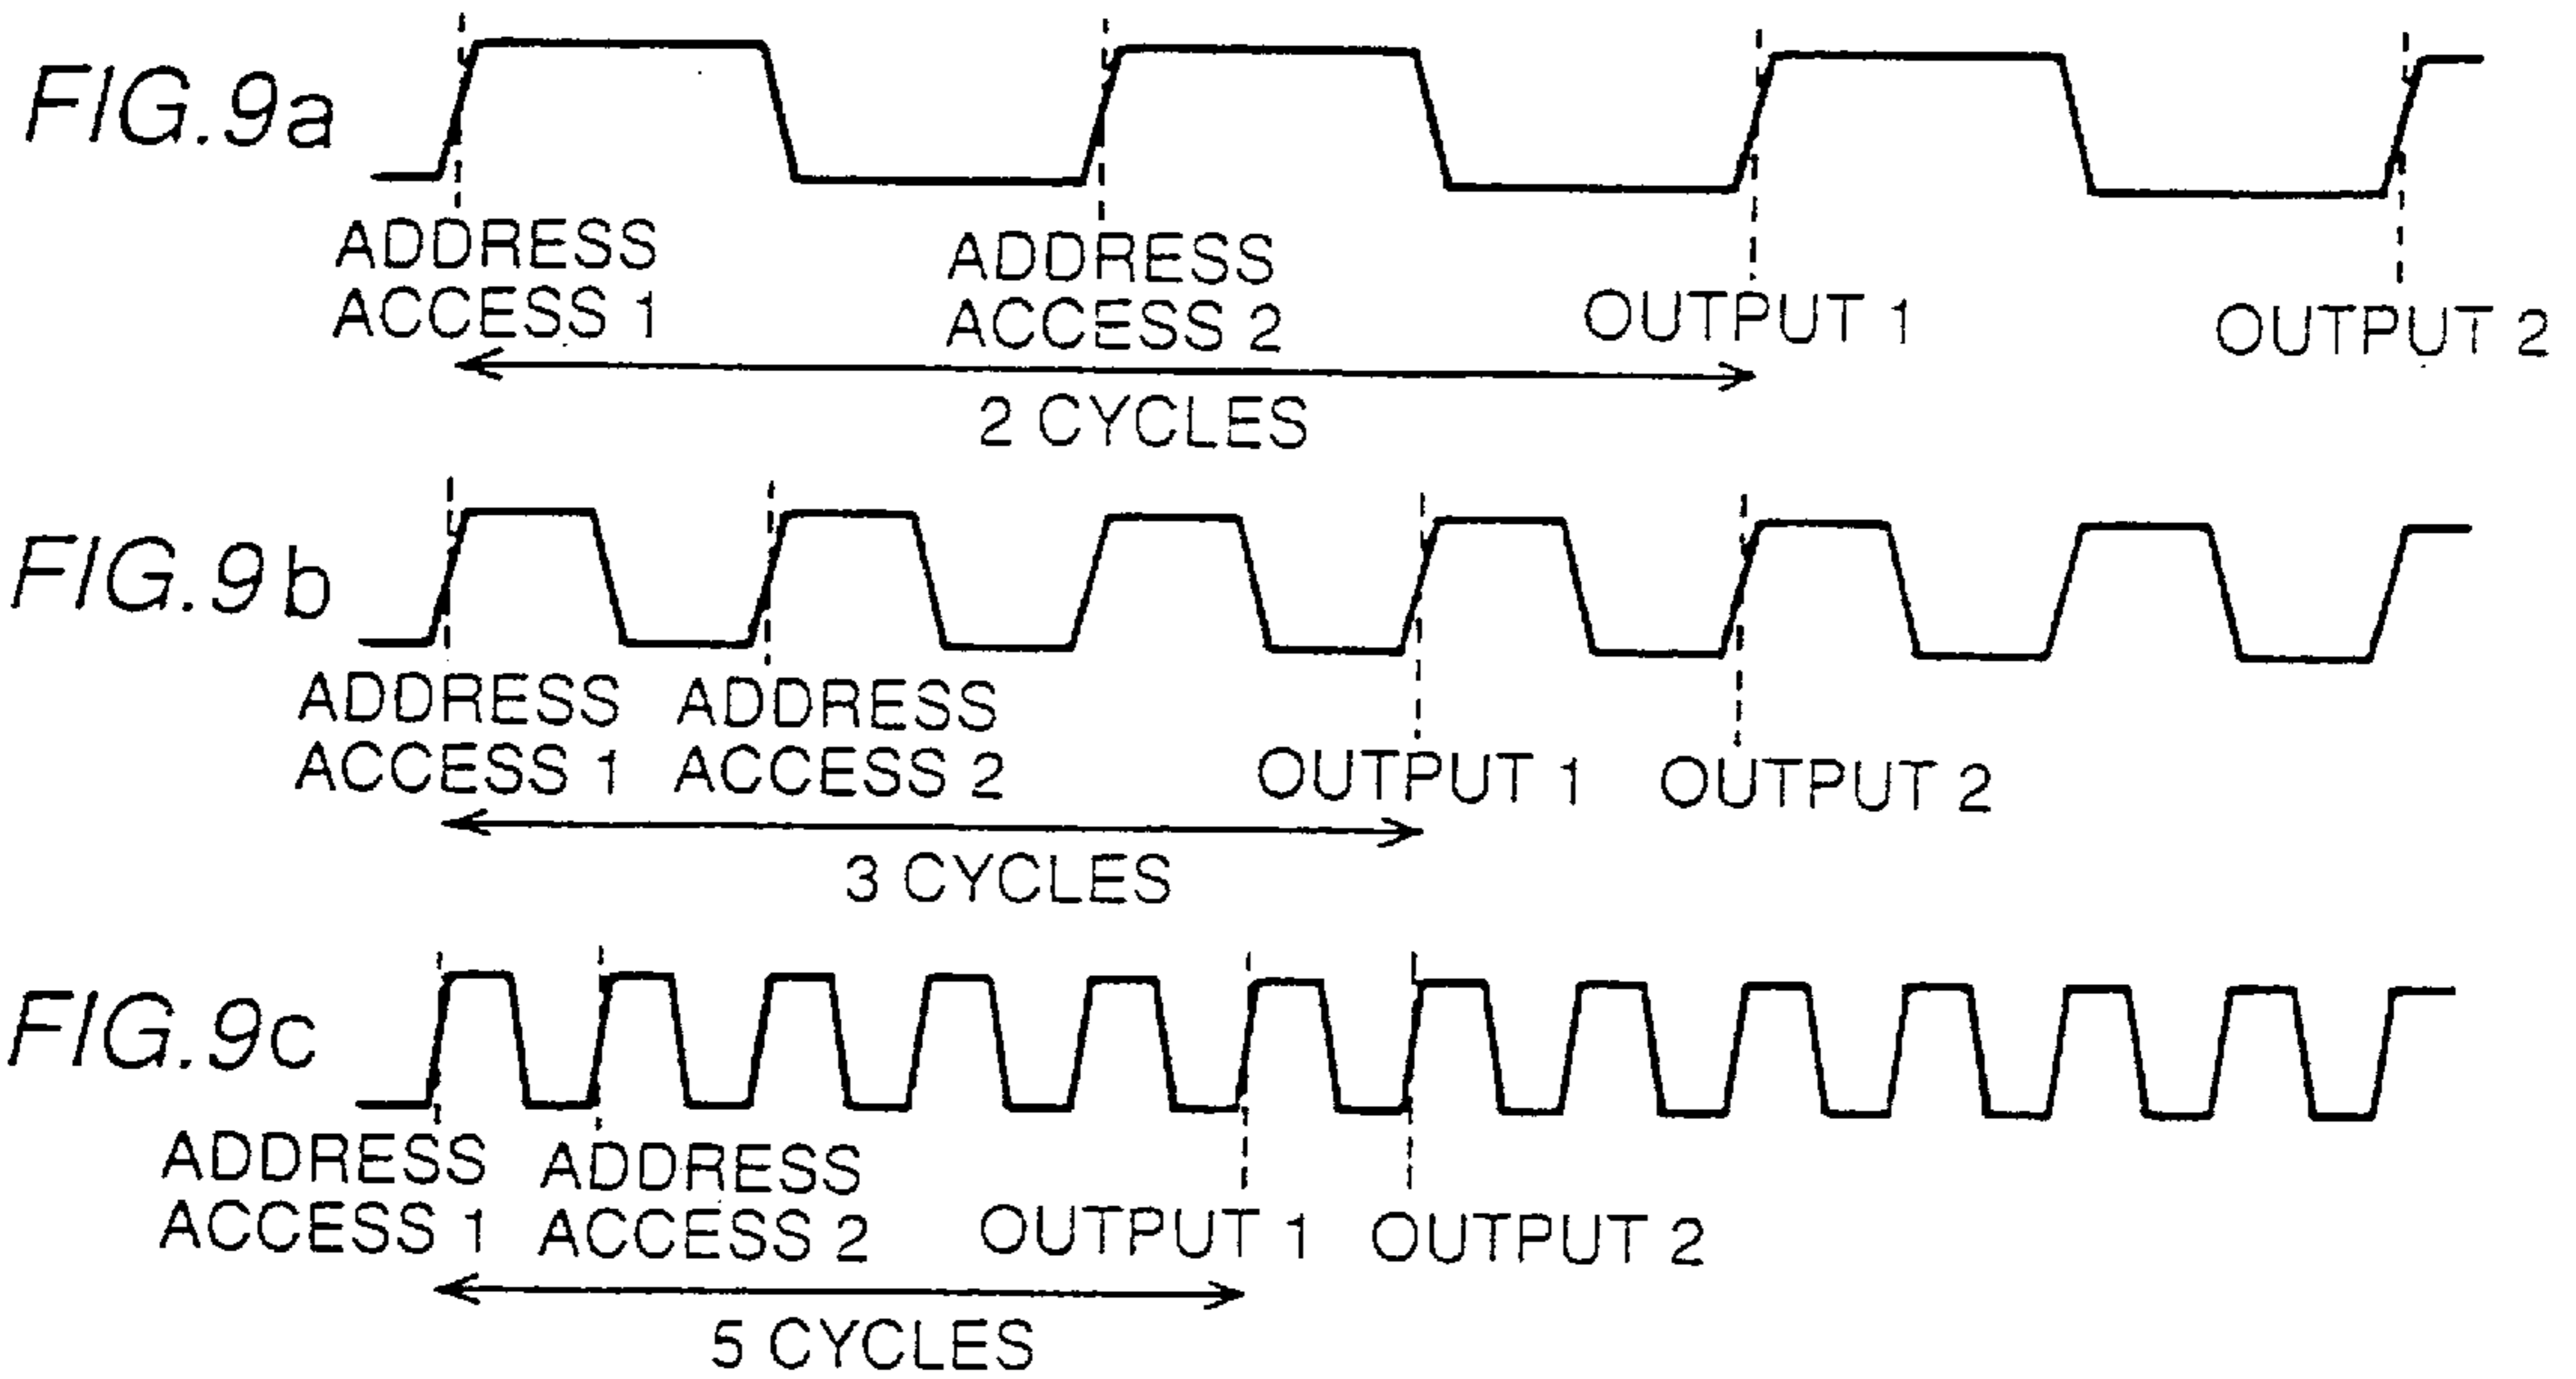 FIG.9a
ADDRESS
ACCESS 1
ADDRESS
ACCESS 2
OUTPUT 1
OUTPUT 2
2 CYCLES
FIG.9b
ADDRESS
ACCESS 1
ADDRESS
ACCESS 2
OUTPUT 1
OUTPUT 2
3 CYCLES
FIG.9c
ADDRESS
ACCESS 1
ADDRESS
ACCESS 2
OUTPUT 1
OUTPUT 2
5 CYCLES